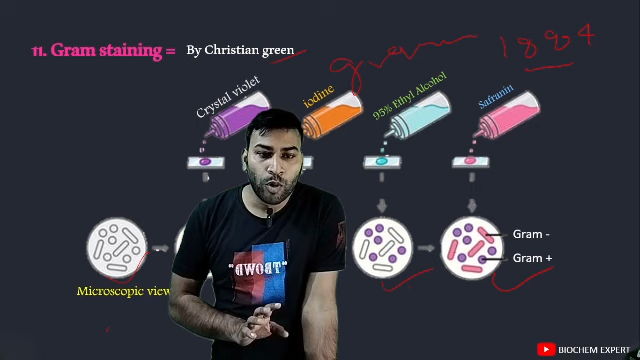 11. Gram staining = By Christian green
gram 1884
Crystal violet
iodine
95% Ethyl Alcohol
Safranin
Gram -
Gram +
Microscopic view
"TBOWD"
BIOCHEM EXPERT